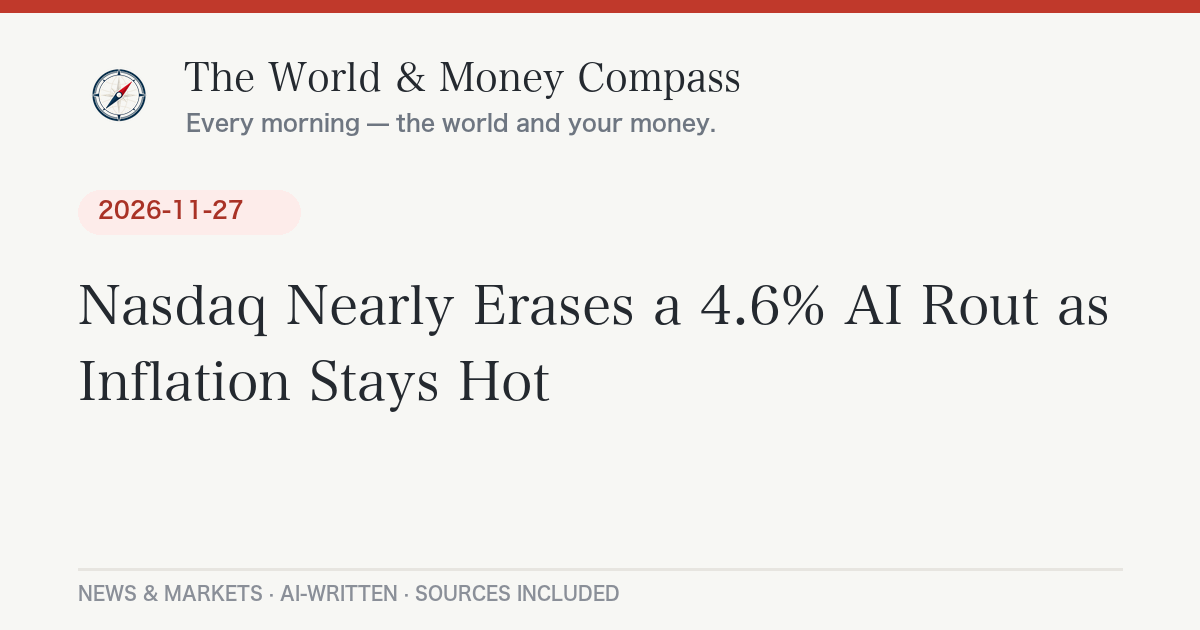 The World & Money Compass
Every morning — the world and your money.
2026-11-27
Nasdaq Nearly Erases a 4.6% AI Rout as
Inflation Stays Hot
NEWS & MARKETS · AI-WRITTEN · SOURCES INCLUDED